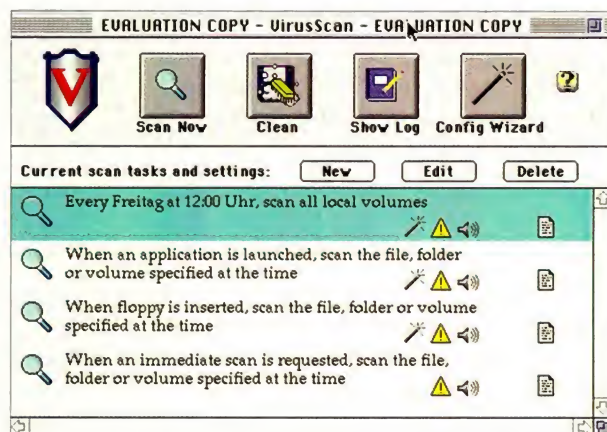 EVALUATION COPY - VirusScan - EVALUATION COPY
V
Scan Now
Clean
Show Log
Config Wizard
?
Current scan tasks and settings:
New
Edit
Delete
Every Freitag at 12:00 Uhr, scan all local volumes
When an application is launched, scan the file, folder
or volume specified at the time
When floppy is inserted, scan the file, folder or volume
specified at the time
When an immediate scan is requested, scan the file,
folder or volume specified at the time